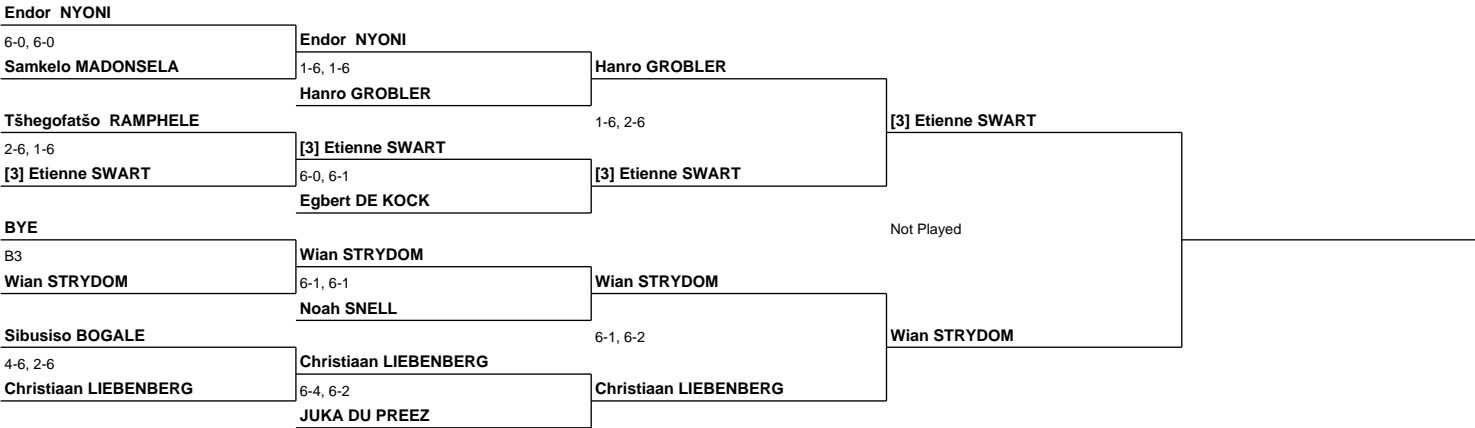 Endor  NYONI
6-0, 6-0
Endor  NYONI
Samkelo MADONSELA
1-6, 1-6
Hanro GROBLER
Hanro GROBLER
Tšhegofatšo  RAMPHELE
1-6, 2-6
[3] Etienne SWART
2-6, 1-6
[3] Etienne SWART
[3] Etienne SWART
6-0, 6-1
[3] Etienne SWART
Egbert DE KOCK
BYE
Not Played
B3
Wian STRYDOM
Wian STRYDOM
6-1, 6-1
Wian STRYDOM
Noah SNELL
Sibusiso BOGALE
6-1, 6-2
Wian STRYDOM
4-6, 2-6
Christiaan LIEBENBERG
Christiaan LIEBENBERG
6-4, 6-2
Christiaan LIEBENBERG
JUKA DU PREEZ